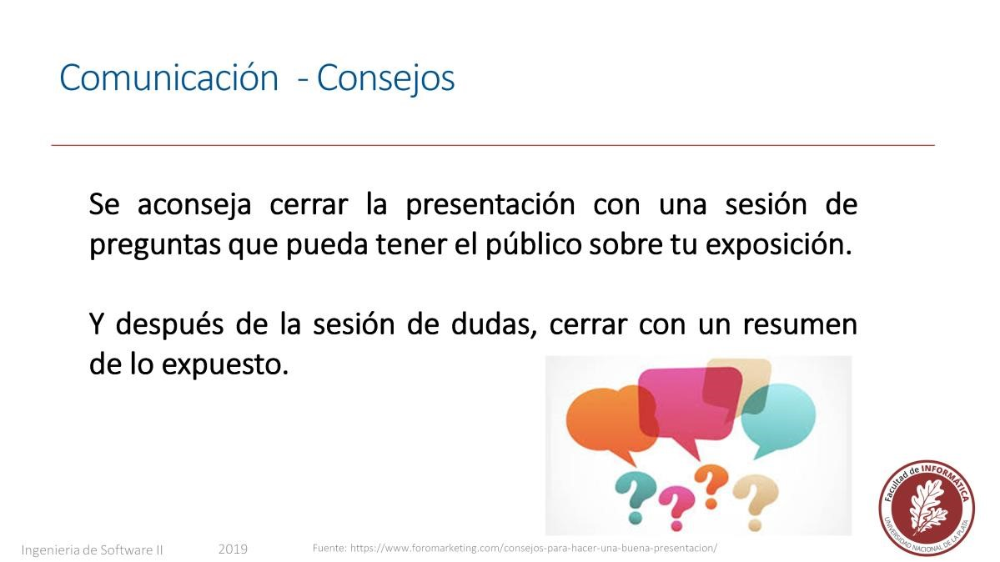 Comunicación - Consejos
Se aconseja cerrar la presentación con una sesión de
preguntas que pueda tener el público sobre tu exposición.
Y después de la sesión de dudas, cerrar con un resumen
de lo expuesto.
? ? ? ?
Facultad de INFORMÁTICA
UNIVERSIDAD NACIONAL DE LA PLATA
Ingenieria de Software II
2019
Fuente: https://www.foromarketing.com/consejos-para-hacer-una-buena-presentacion/